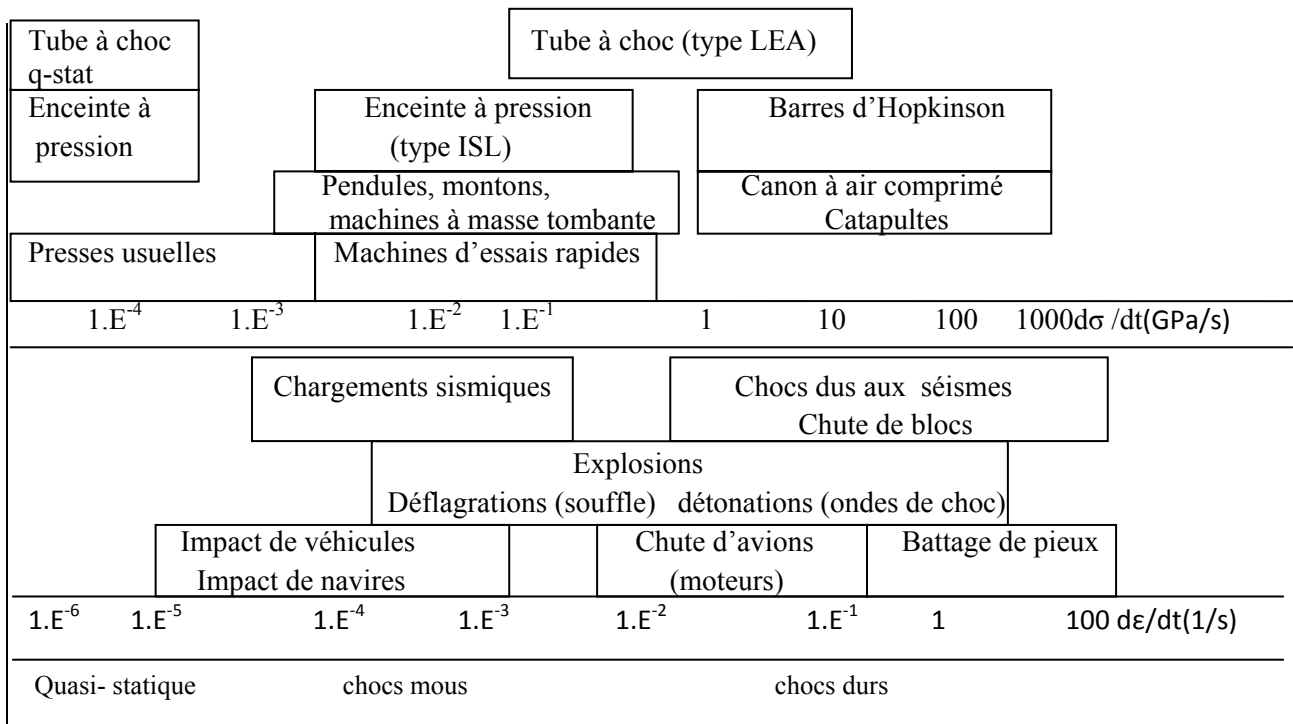 Tube à choc
q-stat
Tube à choc (type LEA)
Enceinte à
pression
Enceinte à pression
(type ISL)
Barres d’Hopkinson
Pendules, montons,
machines à masse tombante
Canon à air comprimé
Catapultes
Presses usuelles
Machines d’essais rapides
1.E⁻⁴ 1.E⁻³ 1.E⁻² 1.E⁻¹ 1 10 100 1000dσ /dt(GPa/s)
Chargements sismiques
Chocs dus aux séismes
Chute de blocs
Explosions
Déflagrations (souffle) détonations (ondes de choc)
Impact de véhicules
Impact de navires
Chute d’avions
(moteurs)
Battage de pieux
1.E⁻⁶ 1.E⁻⁵ 1.E⁻⁴ 1.E⁻³ 1.E⁻² 1.E⁻¹ 1 100 dε/dt(1/s)
Quasi- statique chocs mous chocs durs